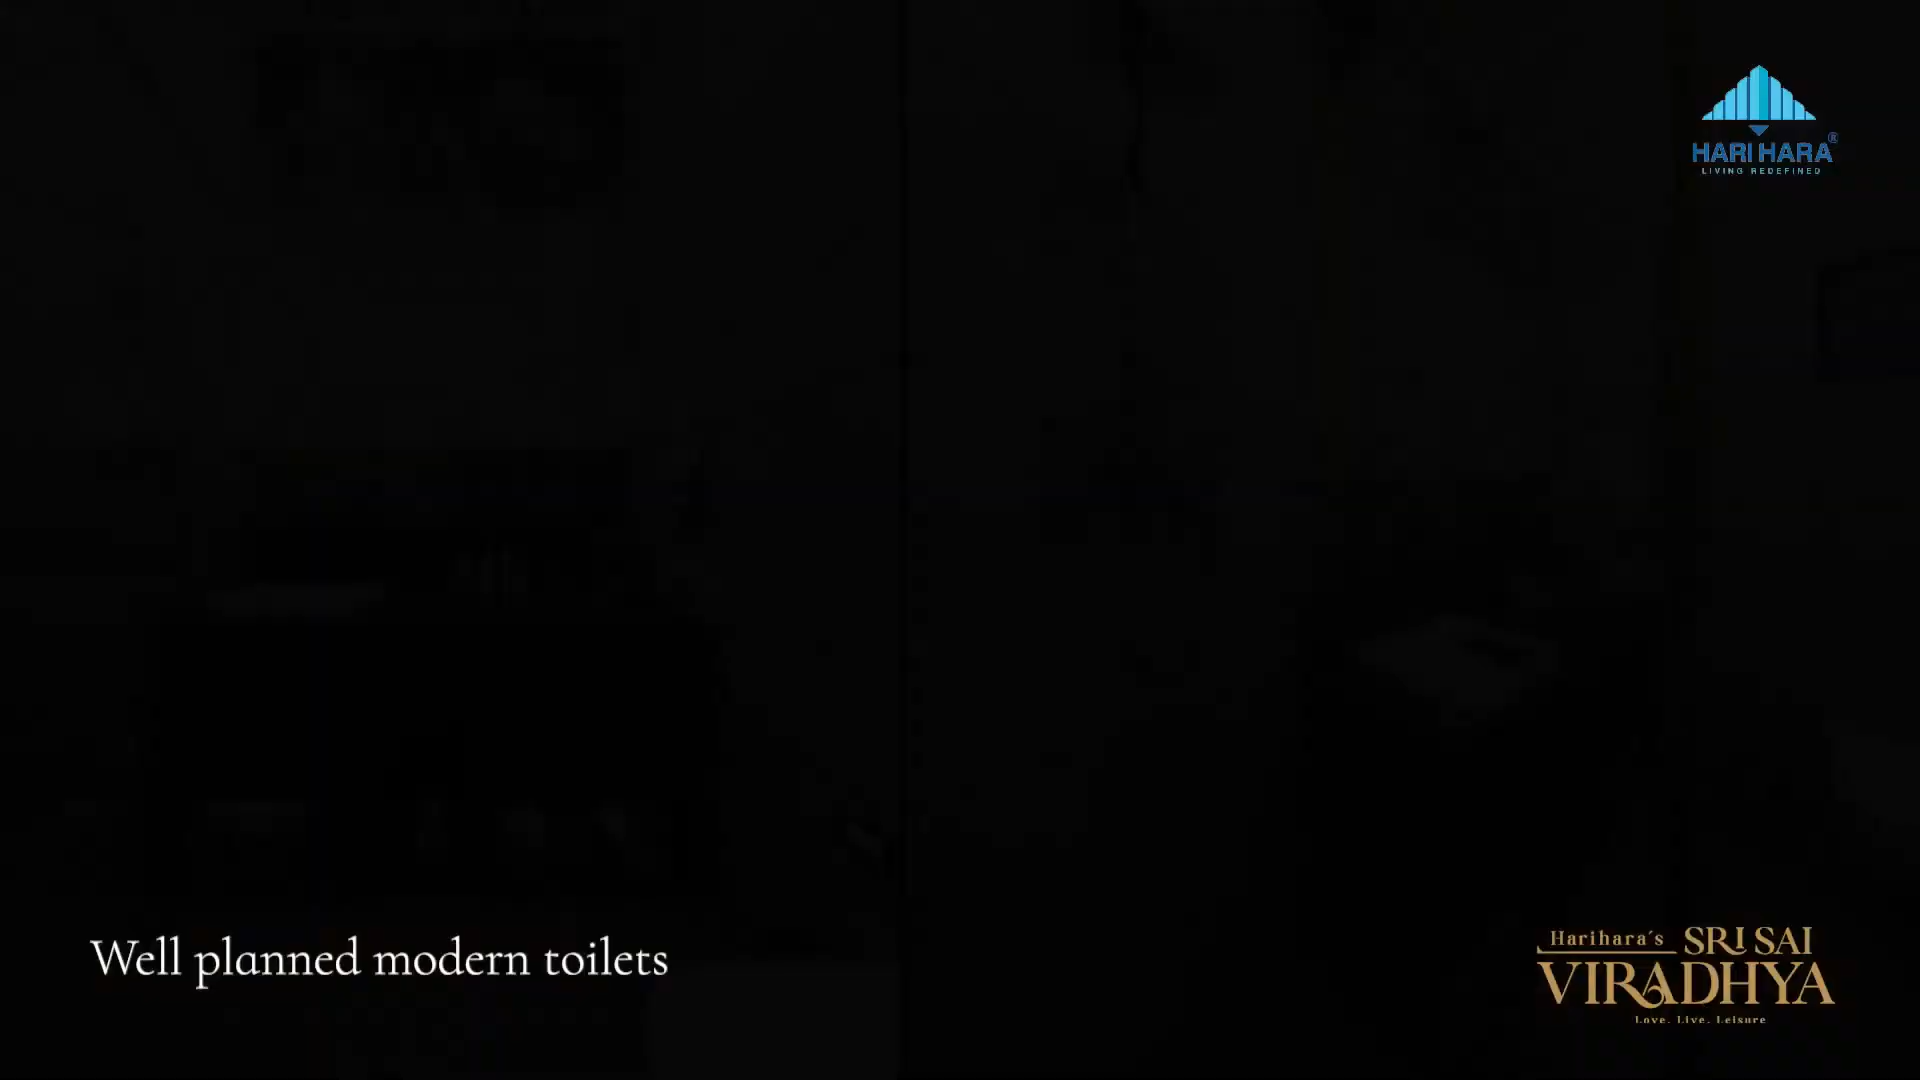 HARI HARA®
LIVING REDEFINED
Well planned modern toilets
Harihara's SRI SAI
VIRADHYA
Love. Live. Leisure